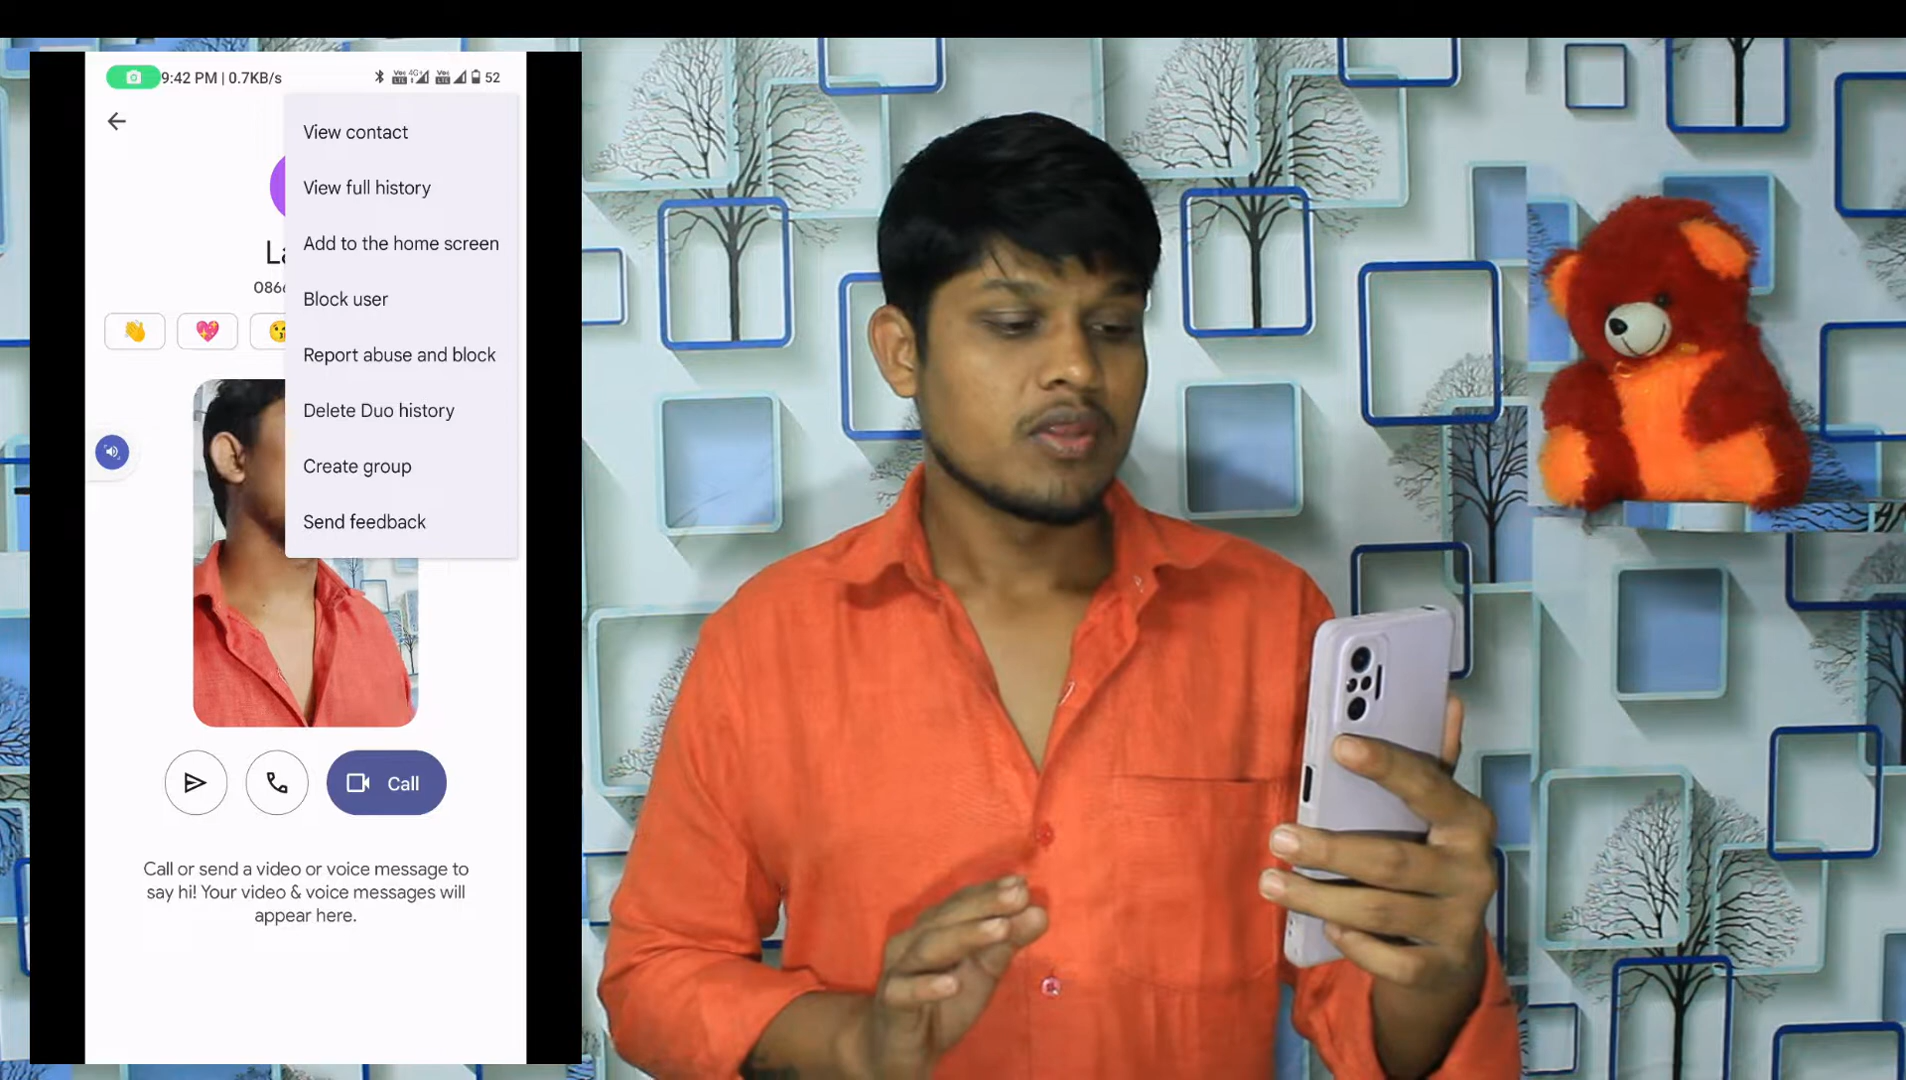 9:42 PM | 0.7KB/s
52
View contact
View full history
Add to the home screen
Block user
Report abuse and block
Delete Duo history
Create group
Send feedback
La
086
Call
Call or send a video or voice message to
say hi! Your video & voice messages will
appear here.